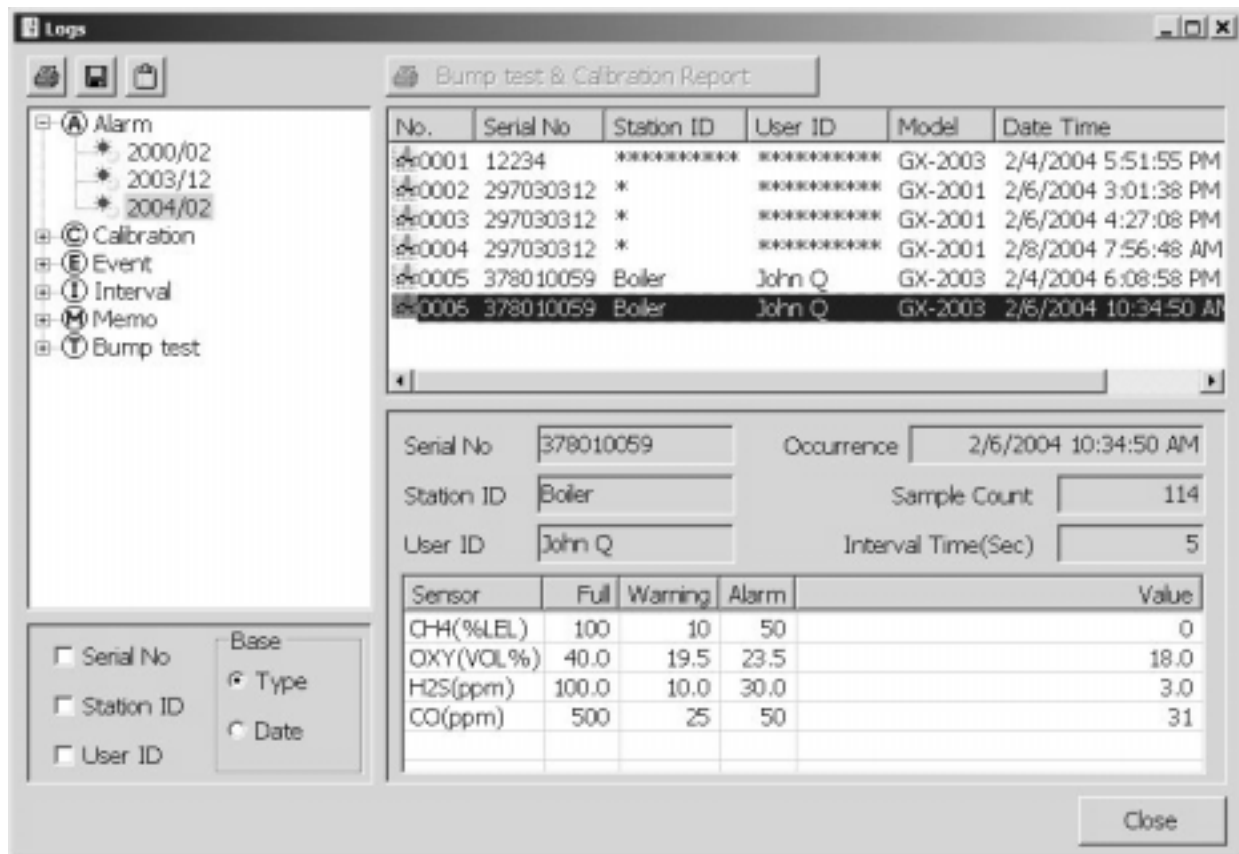 Logs
Bump test & Calibration Report
A Alarm
2000/02
2003/12
2004/02
C Calibration
E Event
I Interval
M Memo
T Bump test
Serial No
Station ID
User ID
Base
Type
Date
No. Serial No Station ID User ID Model Date Time
0001 12234 *********** *********** GX-2003 2/4/2004 5:51:55 PM
0002 297030312 * *********** GX-2001 2/6/2004 3:01:38 PM
0003 297030312 * *********** GX-2001 2/6/2004 4:27:08 PM
0004 297030312 * *********** GX-2001 2/8/2004 7:56:48 AM
0005 378010059 Boiler John Q GX-2003 2/4/2004 6:08:58 PM
0006 378010059 Boiler John Q GX-2003 2/6/2004 10:34:50 AM
Serial No 378010059 Occurrence 2/6/2004 10:34:50 AM
Station ID Boiler Sample Count 114
User ID John Q Interval Time(Sec) 5
Sensor Full Warning Alarm Value
CH4(%LEL) 100 10 50 0
OXY(VOL%) 40.0 19.5 23.5 18.0
H2S(ppm) 100.0 10.0 30.0 3.0
CO(ppm) 500 25 50 31
Close